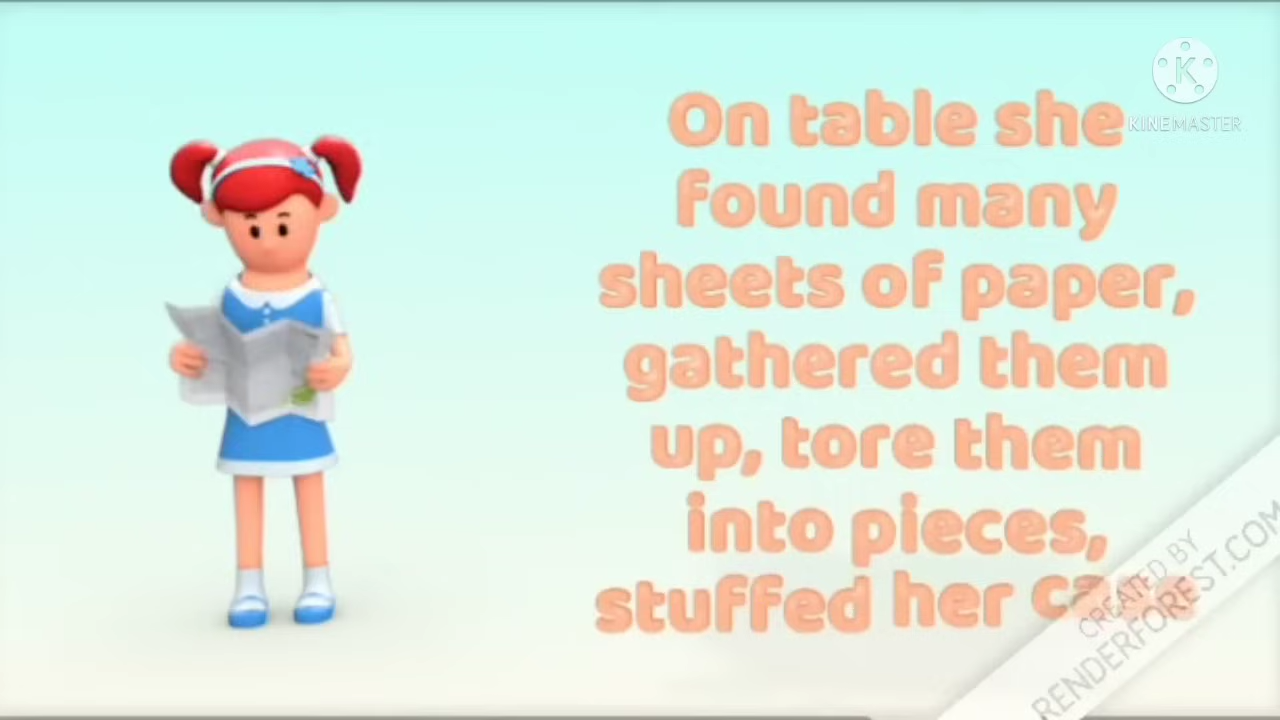 On table she
found many
sheets of paper,
gathered them
up, tore them
into pieces,
stuffed her
KINEMASTER
CREATED BY
RENDERFOREST.COM